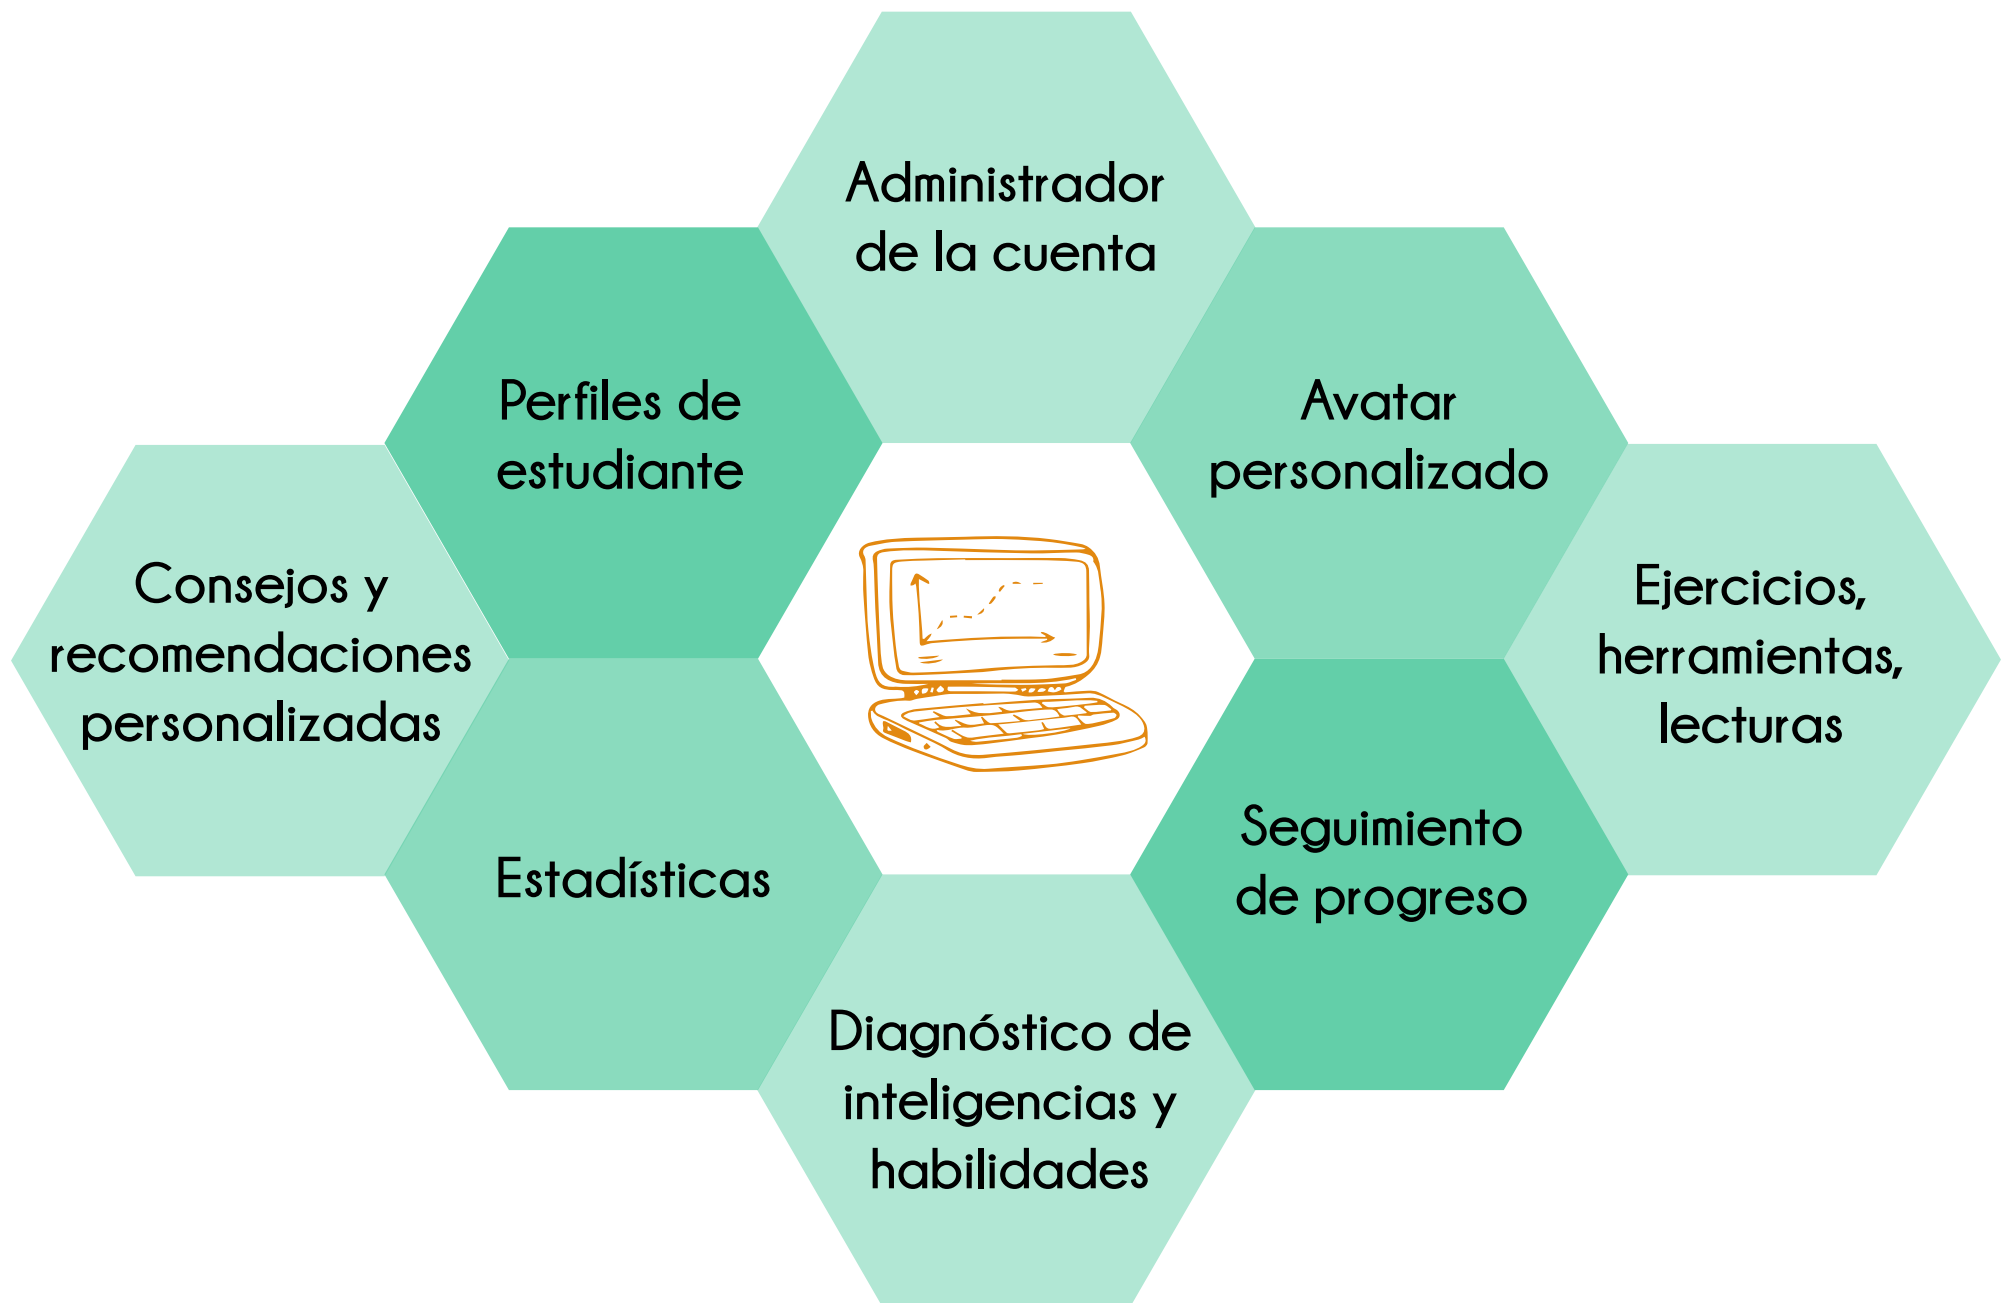 Administrador
de la cuenta
Perfiles de
estudiante
Avatar
personalizado
Consejos y
recomendaciones
personalizadas
Ejercicios,
herramientas,
lecturas
Estadísticas
Seguimiento
de progreso
Diagnóstico de
inteligencias y
habilidades